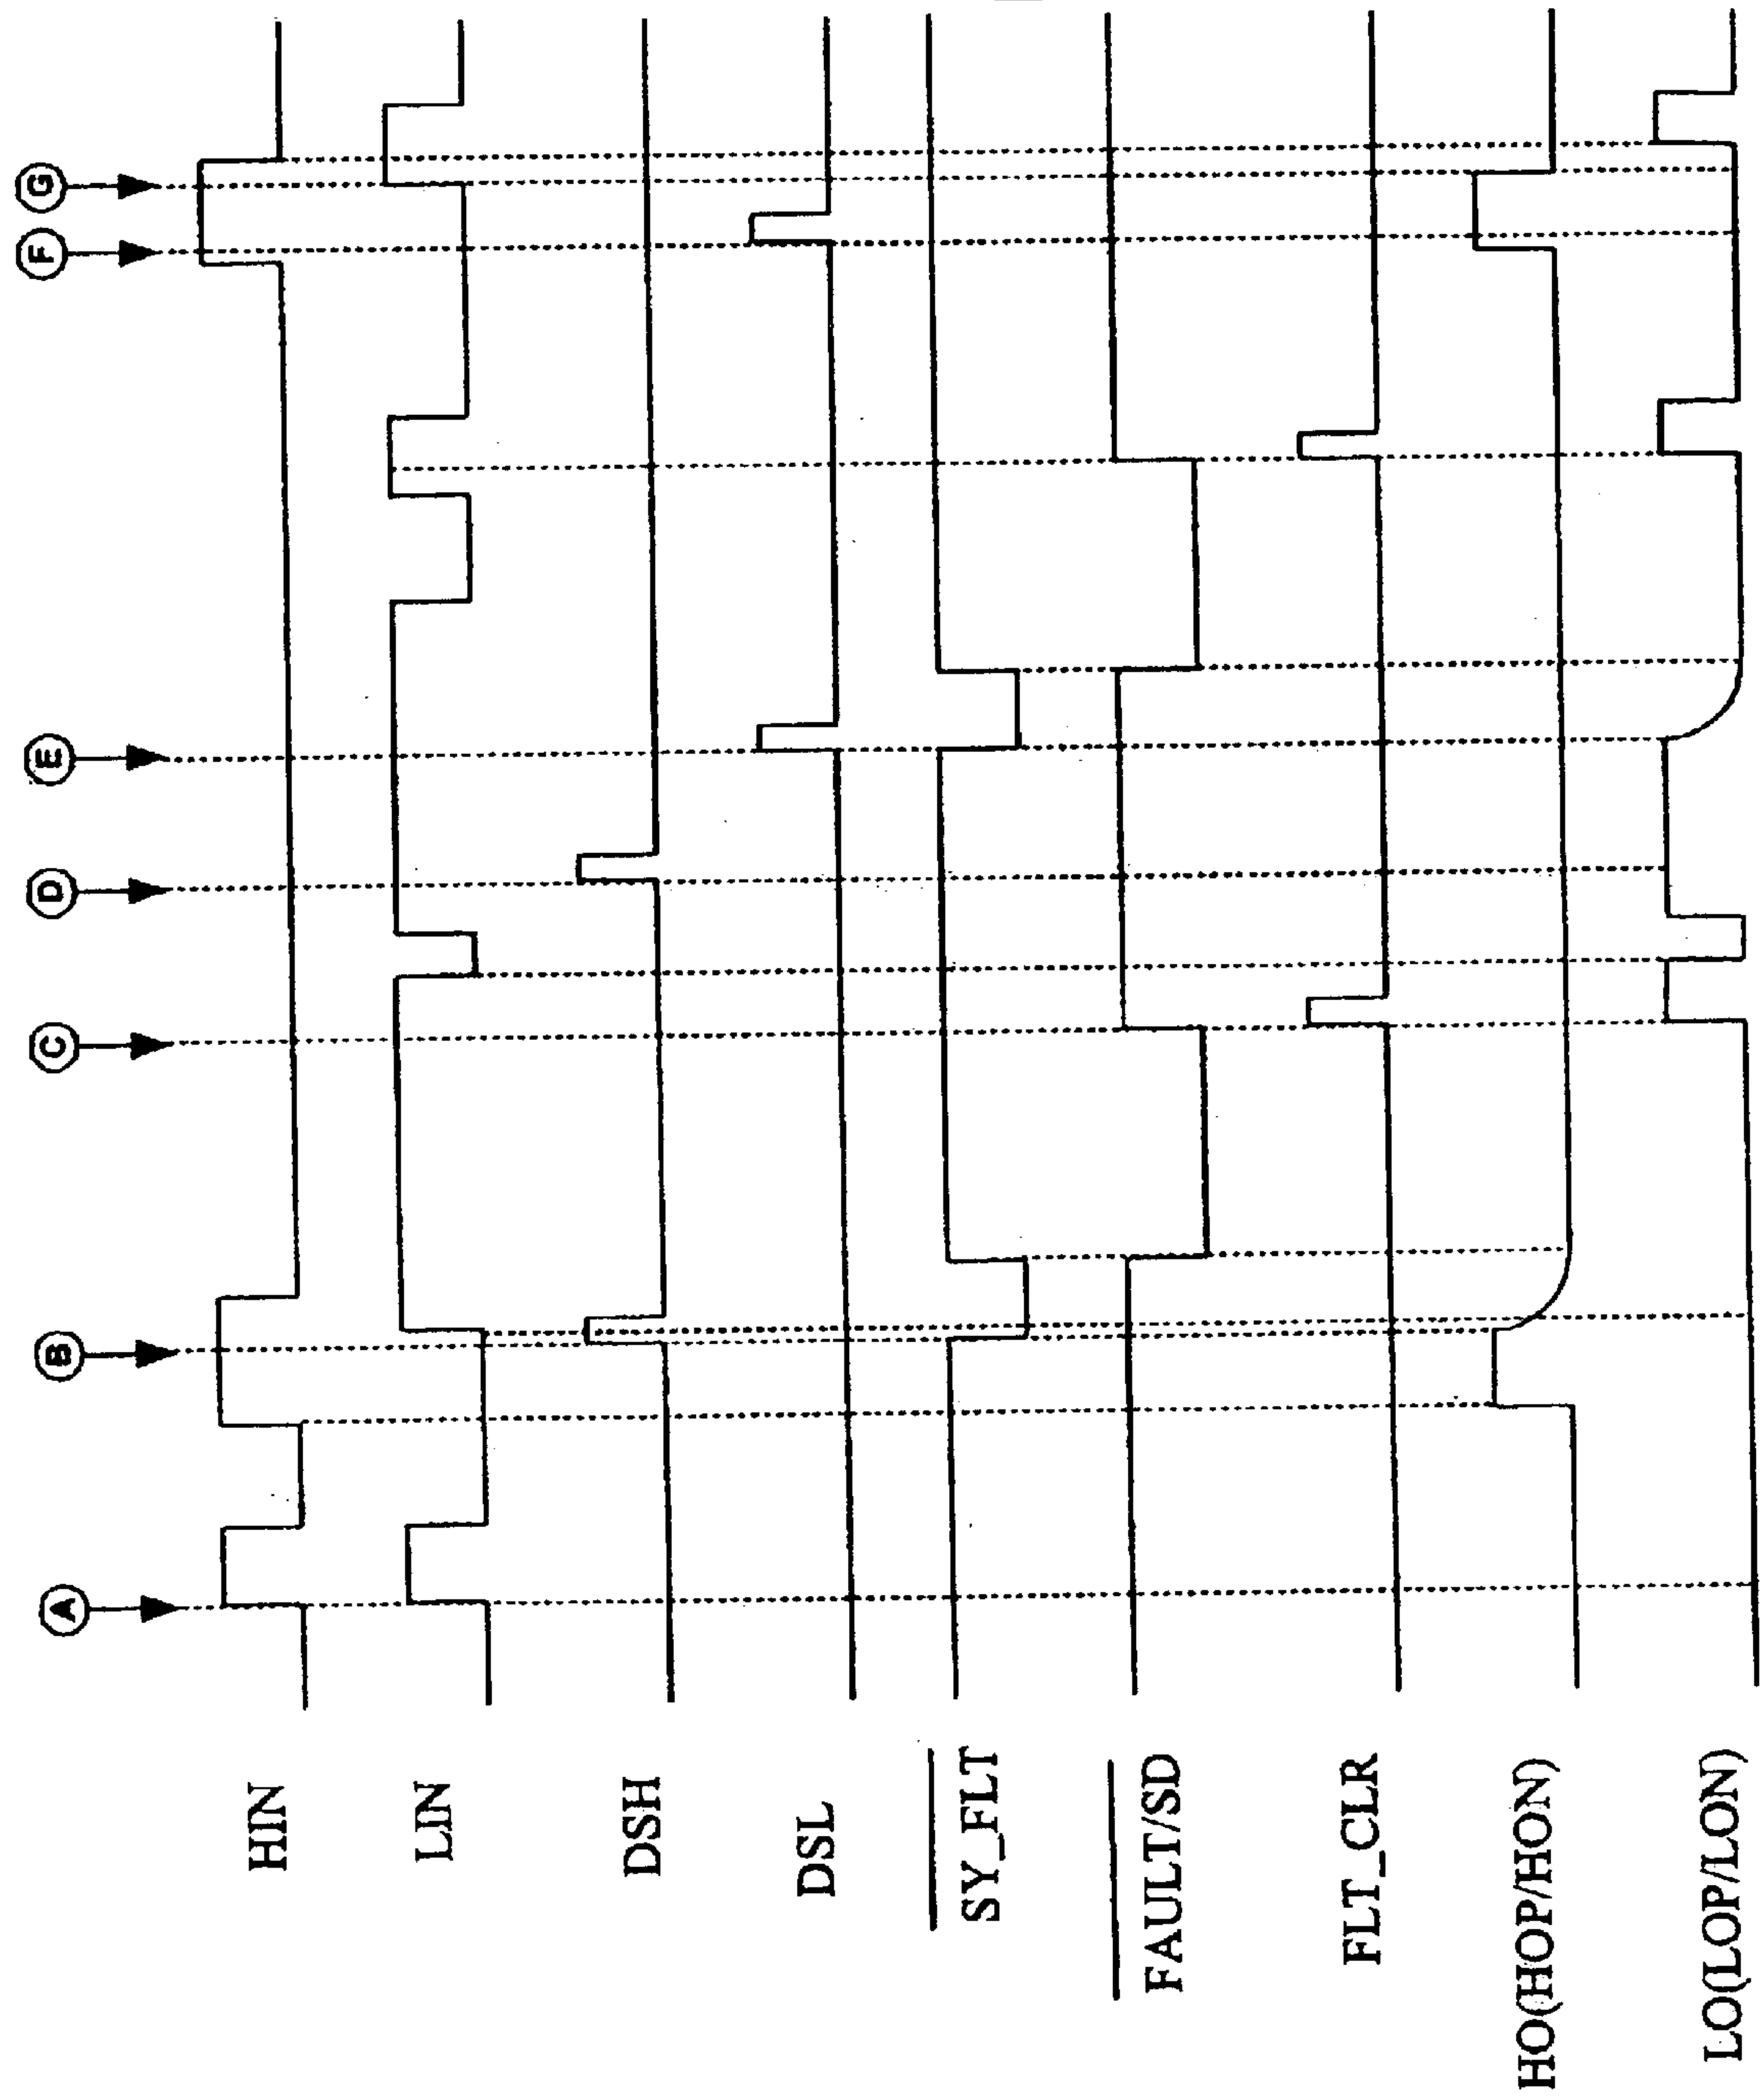 A
B
C
D
E
F
G
HIN
LIN
DSH
DSL
SY_FLT
FAULT/SD
FLT_CLR
HO(HOP/HON)
LO(LOP/LON)